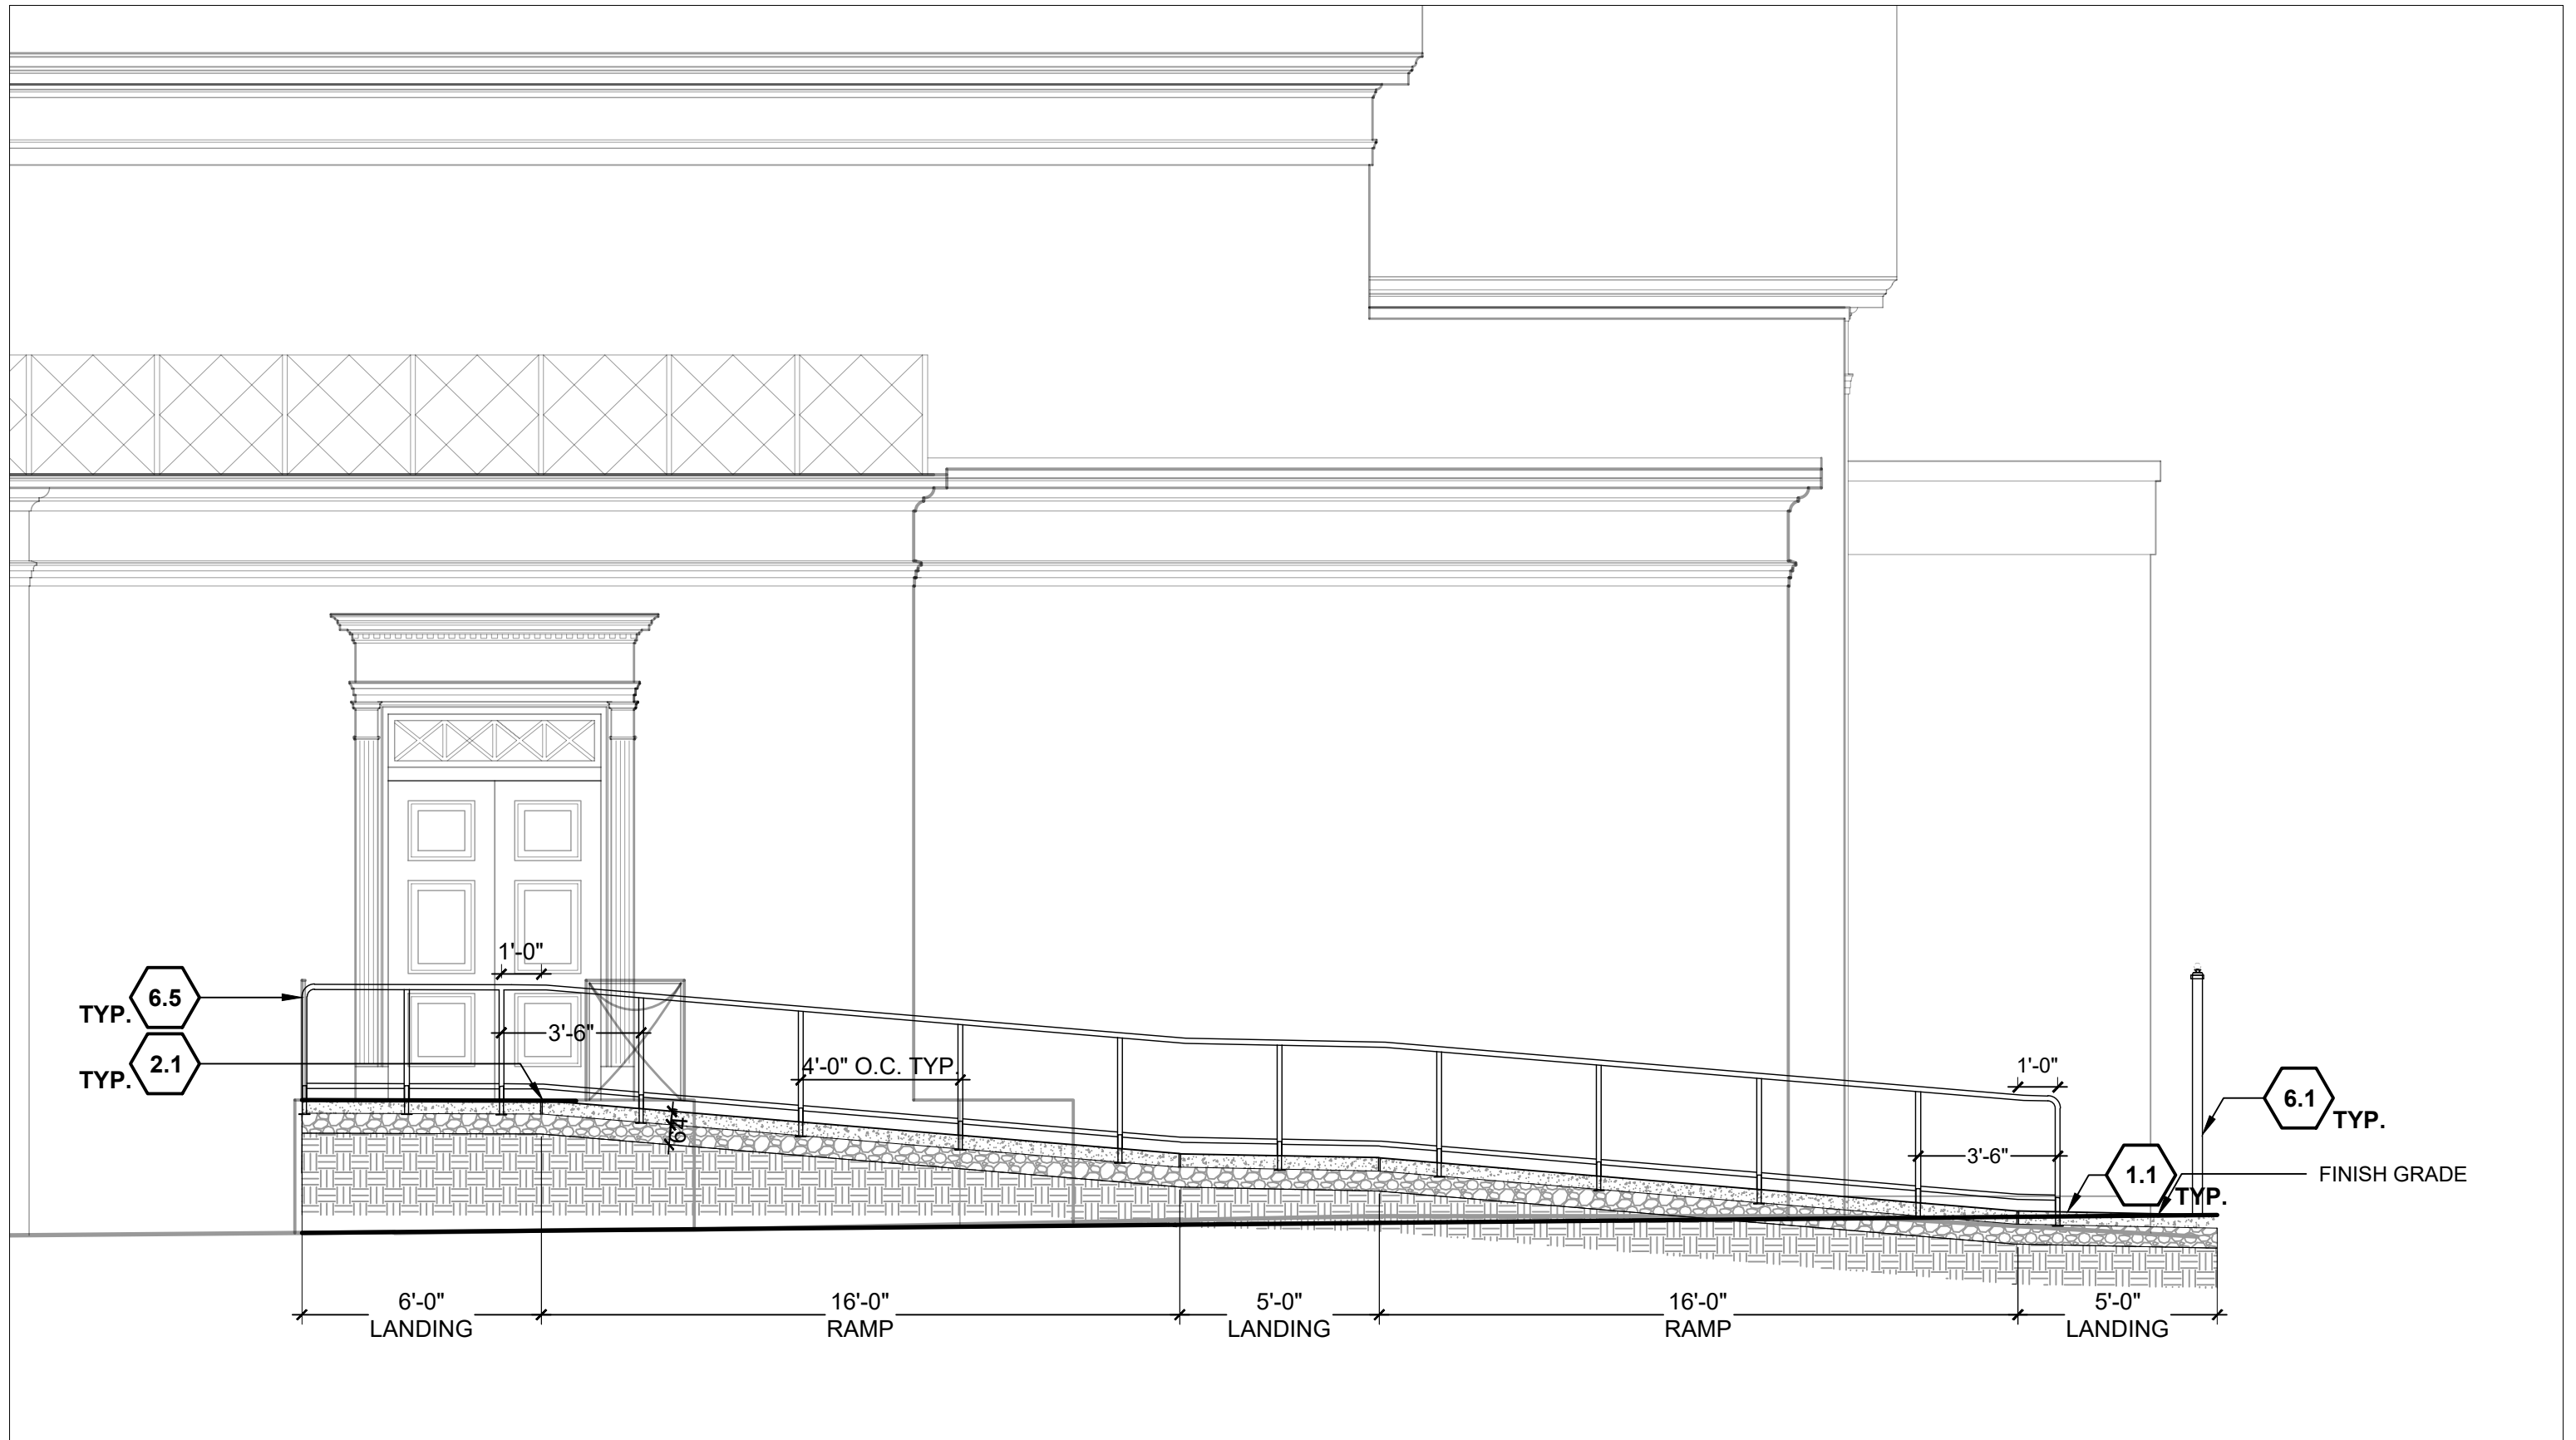 1'-0"
6.5
TYP.
3'-6"
2.1
TYP.
4'-0" O.C. TYP.
1'-0"
6.1
TYP.
3'-6"
1.1
TYP.
FINISH GRADE
6'-0"
LANDING
16'-0"
RAMP
5'-0"
LANDING
16'-0"
RAMP
5'-0"
LANDING